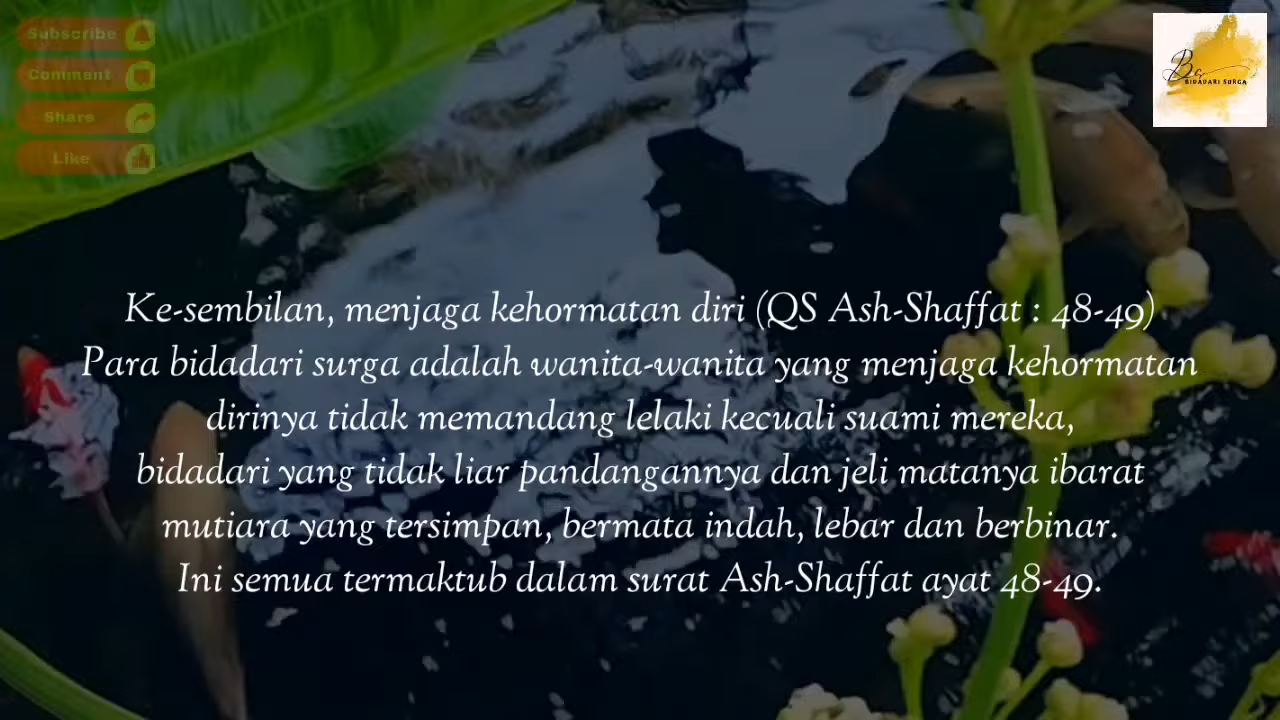 Subscribe
Comment
Share
Like
Bs
BIDADARI SURGA
Ke-sembilan, menjaga kehormatan diri (QS Ash-Shaffat : 48-49)
Para bidadari surga adalah wanita-wanita yang menjaga kehormatan
dirinya tidak memandang lelaki kecuali suami mereka,
bidadari yang tidak liar pandangannya dan jeli matanya ibarat
mutiara yang tersimpan, bermata indah, lebar dan berbinar.
Ini semua termaktub dalam surat Ash-Shaffat ayat 48-49.